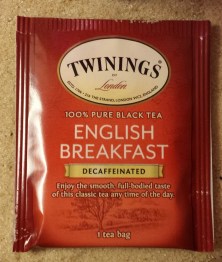 TWININGS®
OF
London
100% PURE BLACK TEA
ENGLISH
BREAKFAST
DECAFFEINATED
Enjoy the smooth, full-bodied taste
of this classic tea any time of the day.
1 tea bag